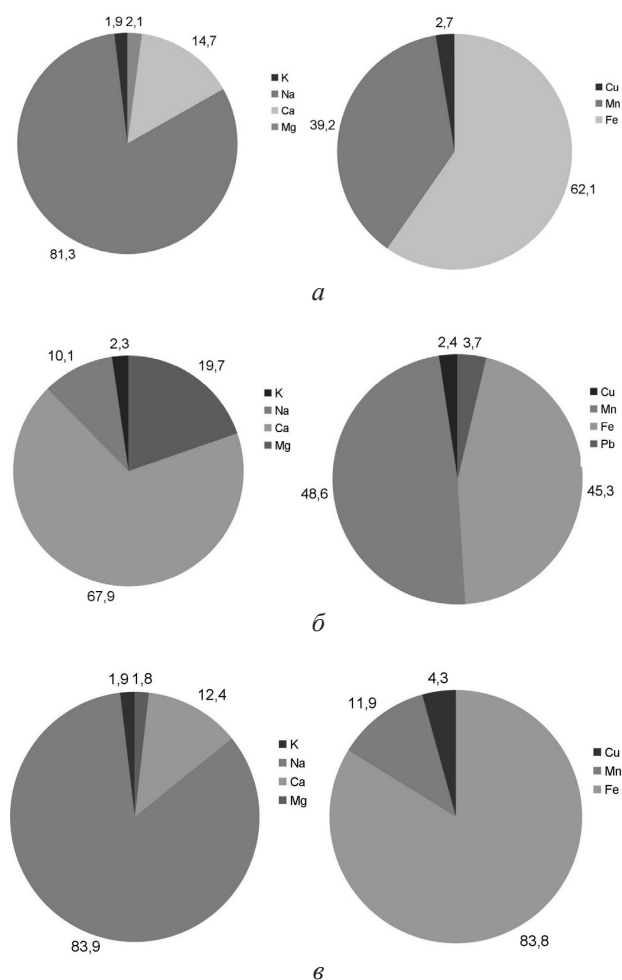 1,9 2,1
14,7
K
Na
Ca
Mg
81,3
2,7
39,2
Cu
Mn
Fe
62,1
а
2,3
10,1
19,7
K
Na
Ca
Mg
67,9
2,4 3,7
Cu
Mn
Fe
Pb
48,6
45,3
б
1,9 1,8
12,4
K
Na
Ca
Mg
83,9
4,3
11,9
Cu
Mn
Fe
83,8
в